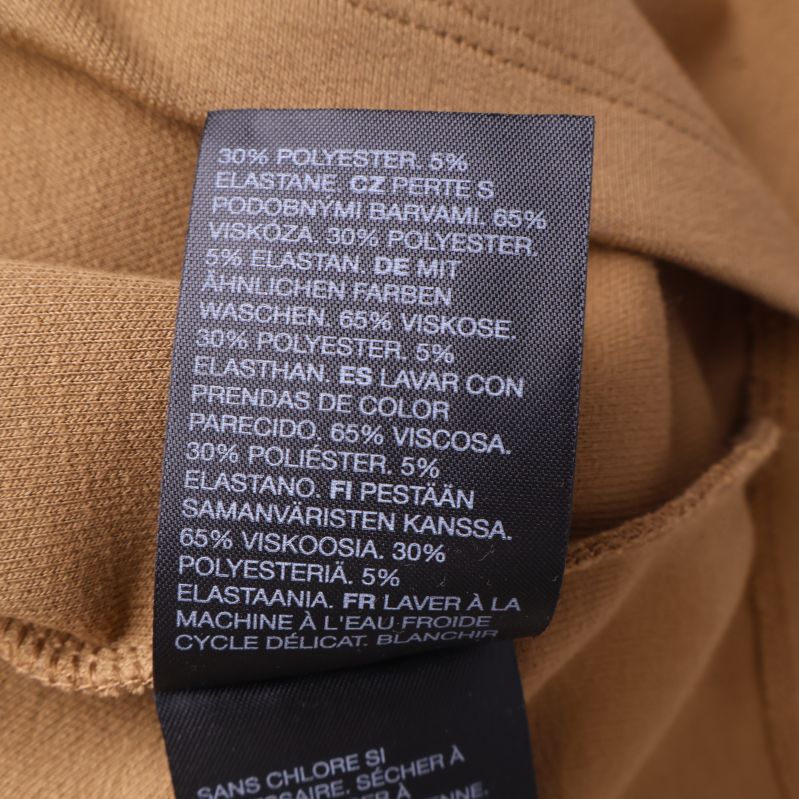 30% POLYESTER. 5%
ELASTANE. CZ PERTE S
PODOBNYMI BARVAMI. 65%
VISKÓZA. 30% POLYESTER.
5% ELASTAN. DE MIT
ÄHNLICHEN FARBEN
WASCHEN. 65% VISKOSE.
30% POLYESTER. 5%
ELASTHAN. ES LAVAR CON
PRENDAS DE COLOR
PARECIDO. 65% VISCOSA.
30% POLIÉSTER. 5%
ELASTANO. FI PESTÄÄN
SAMANVÄRISTEN KANSSA.
65% VISKOOSIA. 30%
POLYESTERIÄ. 5%
ELASTAANIA. FR LAVER À LA
MACHINE À L'EAU FROIDE
CYCLE DÉLICAT. BLANCHIR
SANS CHLORE SI
SÉCHER À